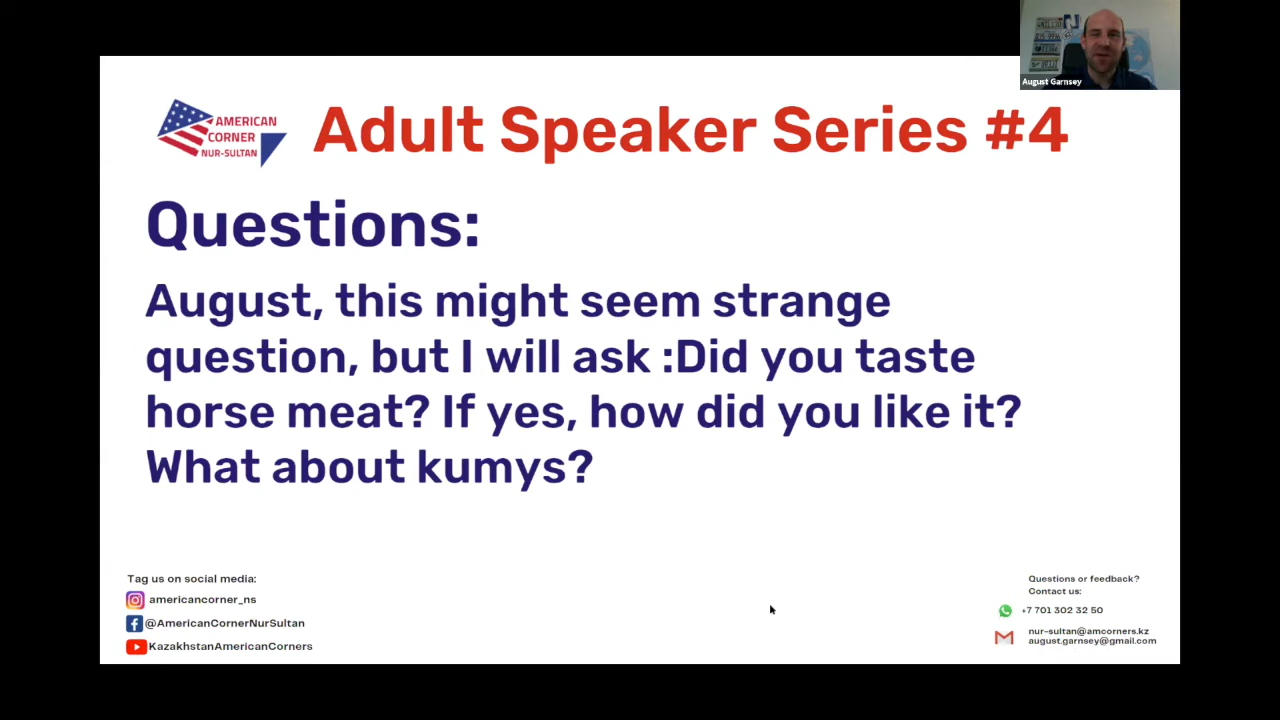 August Garnsey
AMERICAN
CORNER
NUR-SULTAN
Adult Speaker Series #4
Questions:
August, this might seem strange
question, but I will ask :Did you taste
horse meat? If yes, how did you like it?
What about kumys?
Tag us on social media:
americancorner_ns
@AmericanCornerNurSultan
KazakhstanAmericanCorners
Questions or feedback?
Contact us:
+7 701 302 32 50
nur-sultan@amcorners.kz
august.garnsey@gmail.com